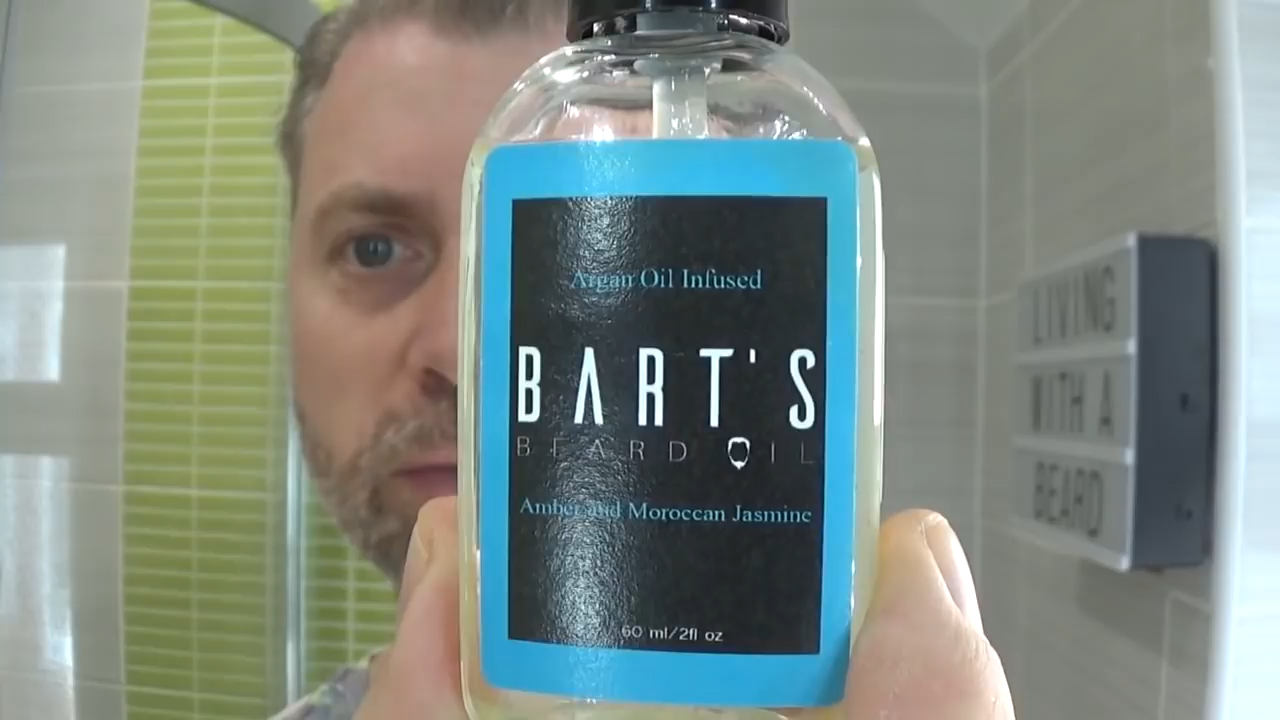 Argan Oil Infused
BART'S
BEARD OIL
Amber and Moroccan Jasmine
60 ml/2fl oz
LIVING
WITH A
BEARD